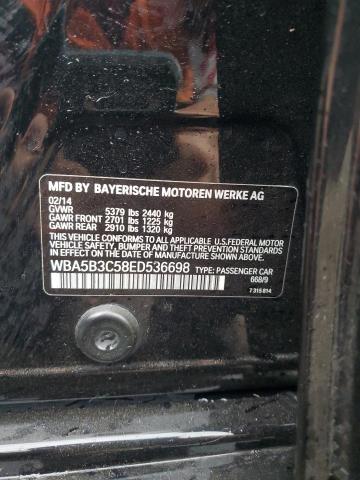 MFD BY BAYERISCHE MOTOREN WERKE AG
02/14
GVWR 5379 lbs 2440 kg
GAWR FRONT 2701 lbs 1225 kg
GAWR REAR 2910 lbs 1320 kg
THIS VEHICLE CONFORMS TO ALL
APPLICABLE U.S. FEDERAL MOTOR
VEHICLE SAFETY, BUMPER, AND
THEFT PREVENTION STANDARDS IN
EFFECT ON THE DATE OF
MANUFACTURE SHOWN ABOVE.
WBA5B3C58ED536698 TYPE: PASSENGER CAR
668/9
7 315 814